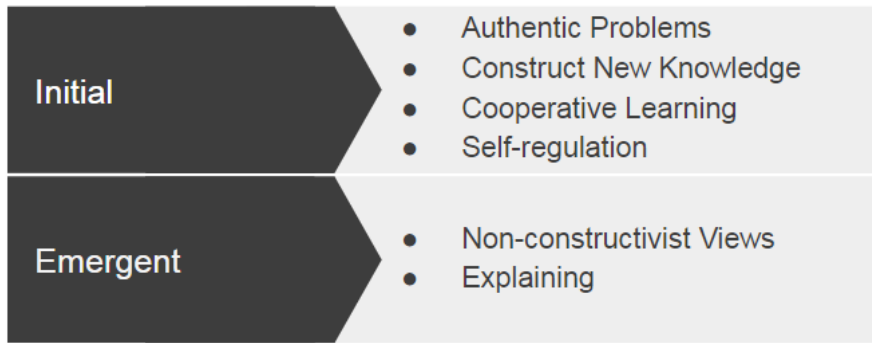 Initial
● Authentic Problems
● Construct New Knowledge
● Cooperative Learning
● Self-regulation
Emergent
● Non-constructivist Views
● Explaining